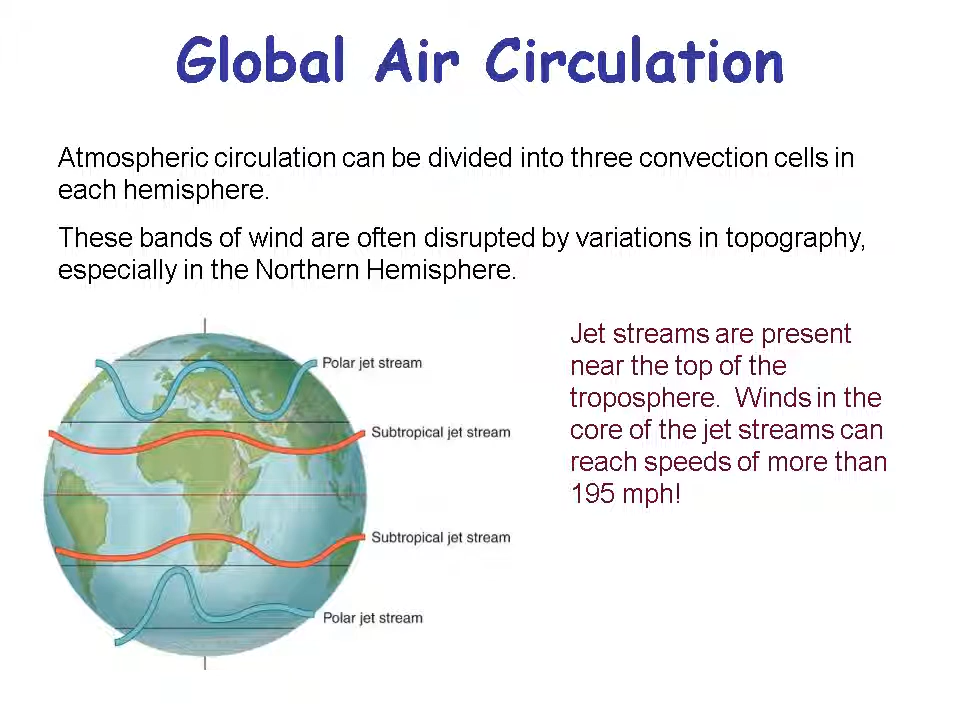 Global Air Circulation
Atmospheric circulation can be divided into three convection cells in
each hemisphere.
These bands of wind are often disrupted by variations in topography,
especially in the Northern Hemisphere.
Jet streams are present
near the top of the
troposphere.  Winds in the
core of the jet streams can
reach speeds of more than
195 mph!
Polar jet stream
Subtropical jet stream
Subtropical jet stream
Polar jet stream